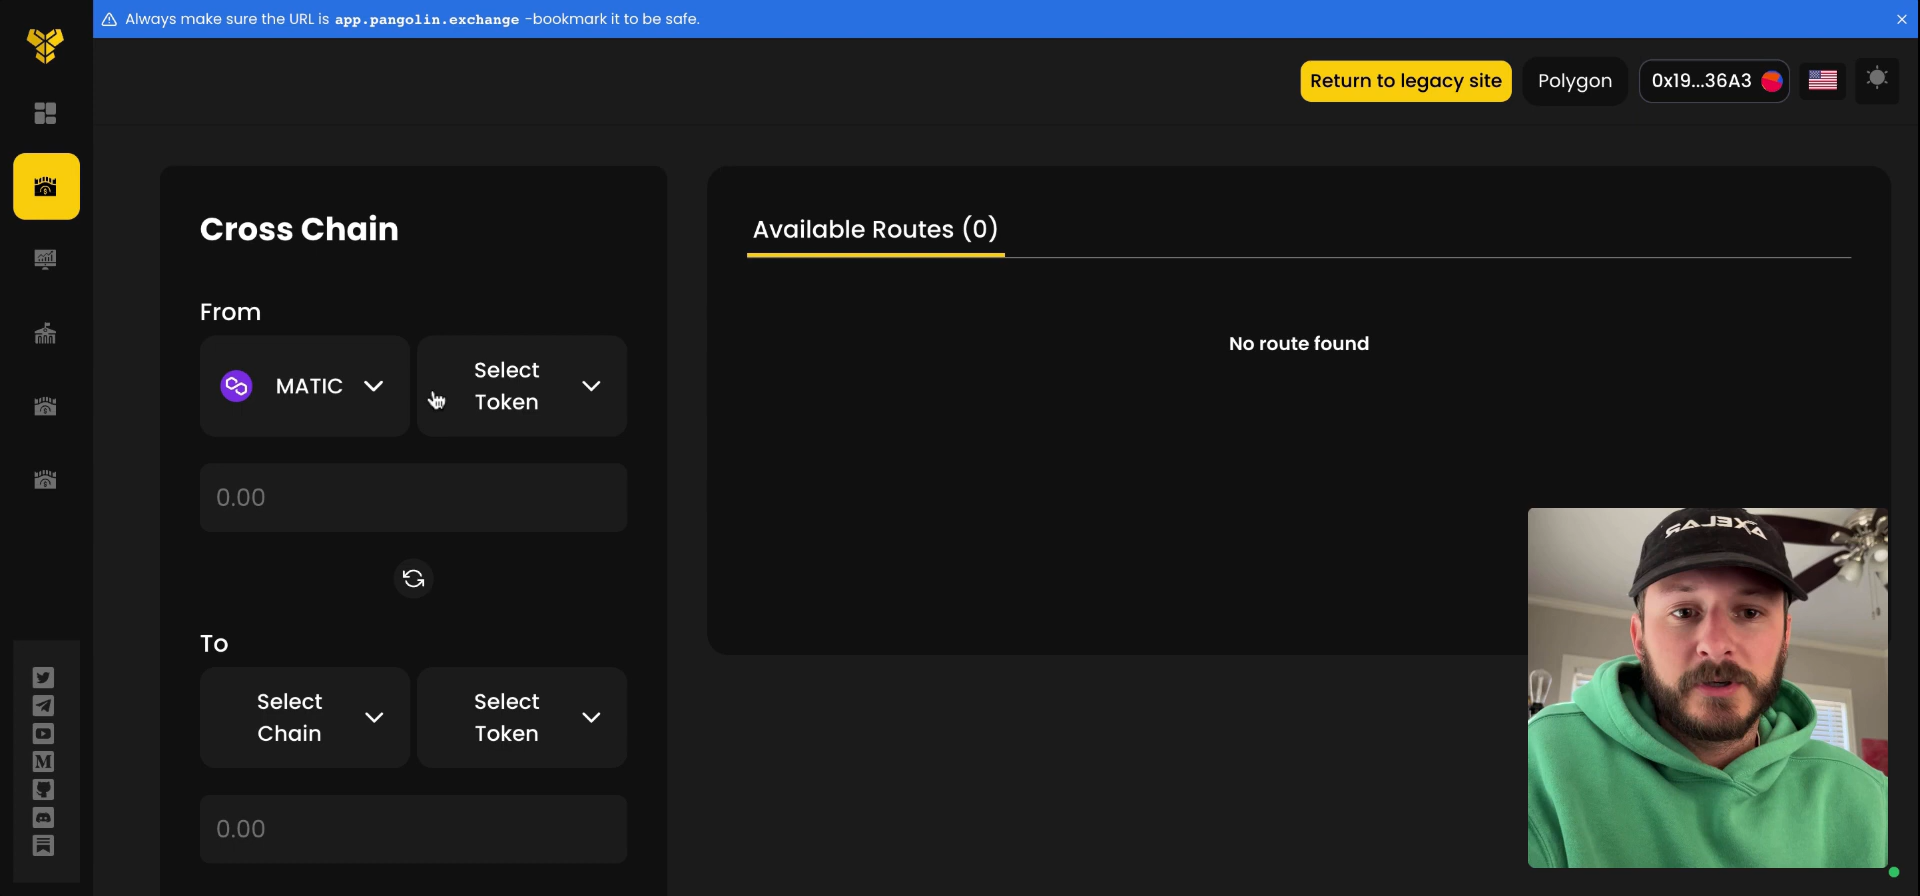 Always make sure the URL is app.pangolin.exchange -bookmark it to be safe.
Return to legacy site
Polygon
0x19...36A3
Cross Chain
Available Routes (0)
From
No route found
MATIC
Select
Token
0.00
To
Select
Chain
Select
Token
0.00
AXELAR